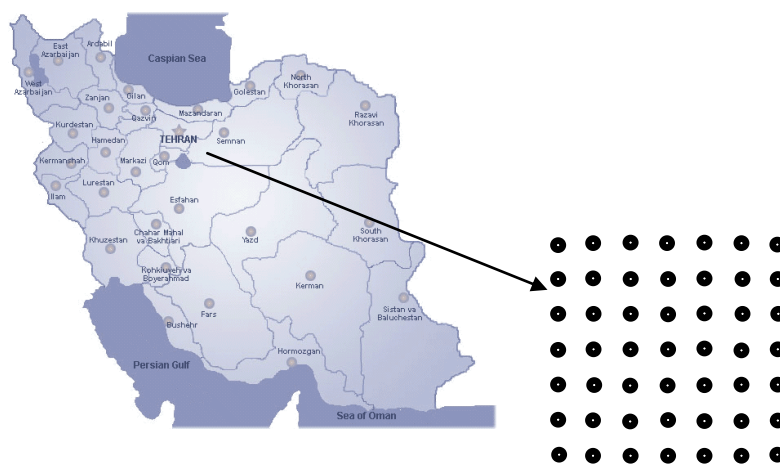 Caspian Sea
East
Azarbaijan
Ardabil
West
Azarbaijan
Gilan
Zanjan
Qazvin
Mazandaran
Golestan
North
Khorasan
Razavi
Khorasan
Kurdestan
Hamedan
TEHRAN
Semnan
Kermanshah
Markazi
Qom
Ilam
Lurestan
Esfahan
Khuzestan
Chahar Mahal
va Bakhtiari
Yazd
South
Khorasan
Kohkiluyeh va
Boyerahmad
Kerman
Fars
Sistan va
Baluchestan
Bushehr
Hormozgan
Persian Gulf
Sea of Oman